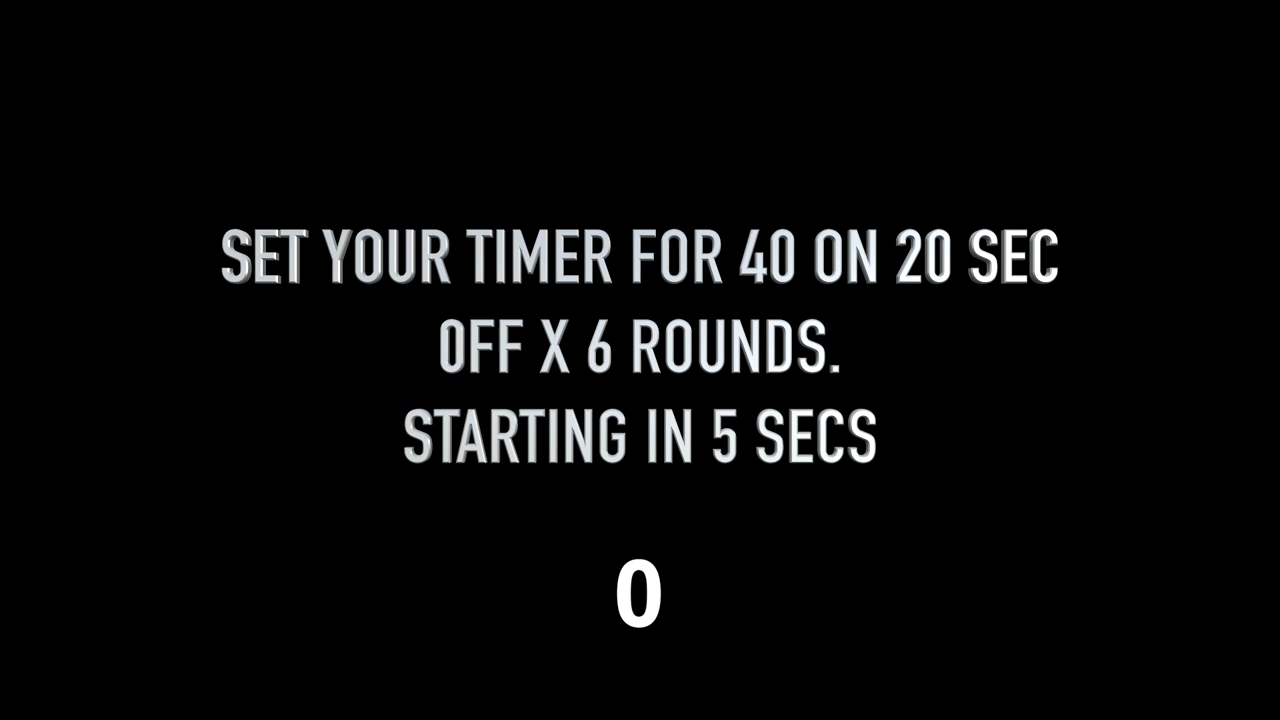 SET YOUR TIMER FOR 40 ON 20 SEC
OFF X 6 ROUNDS.
STARTING IN 5 SECS
0